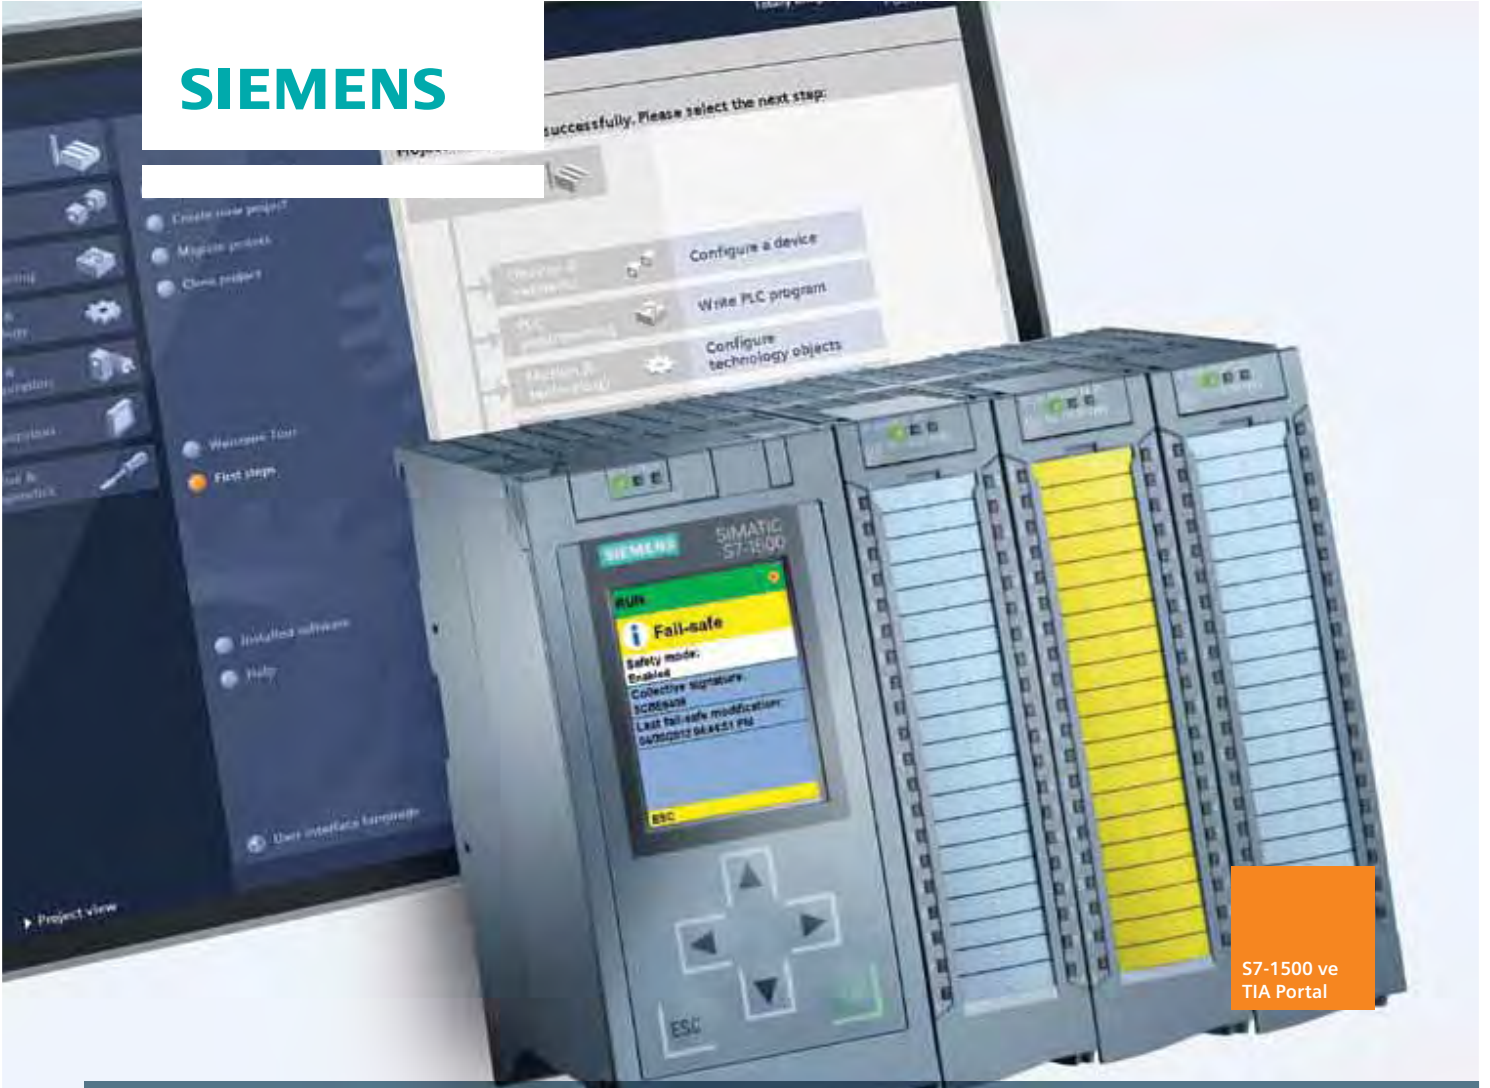 SIEMENS
successfully. Please select the next step:
Create new project
Migrate project
Close project
Configure a device
Write PLC program
Configure
technology objects
Welcome Tour
First steps
Installed software
Help
User interface language
Project view
SIEMENS
SIMATIC
S7-1500
RUN
Fail-safe
Safety mode:
Enabled
Collective signature:
Last fail-safe modification:
ESC
ESC
S7-1500 ve
TIA Portal